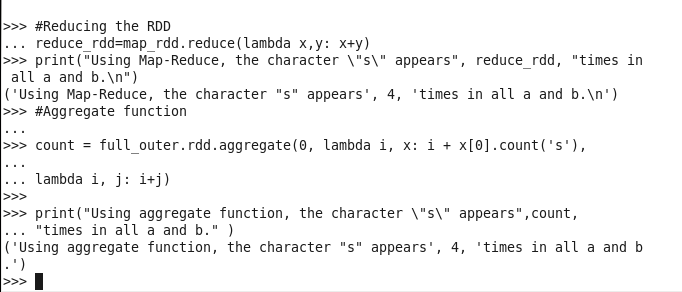 >>> #Reducing the RDD
... reduce_rdd=map_rdd.reduce(lambda x,y: x+y)
>>> print("Using Map-Reduce, the character \"s\" appears", reduce_rdd, "times in
 all a and b.\n")
('Using Map-Reduce, the character "s" appears', 4, 'times in all a and b.\n')
>>> #Aggregate function
...
>>> count = full_outer.rdd.aggregate(0, lambda i, x: i + x[0].count('s'),
...
... lambda i, j: i+j)
>>>
>>> print("Using aggregate function, the character \"s\" appears",count,
... "times in all a and b." )
('Using aggregate function, the character "s" appears', 4, 'times in all a and b
.')
>>>